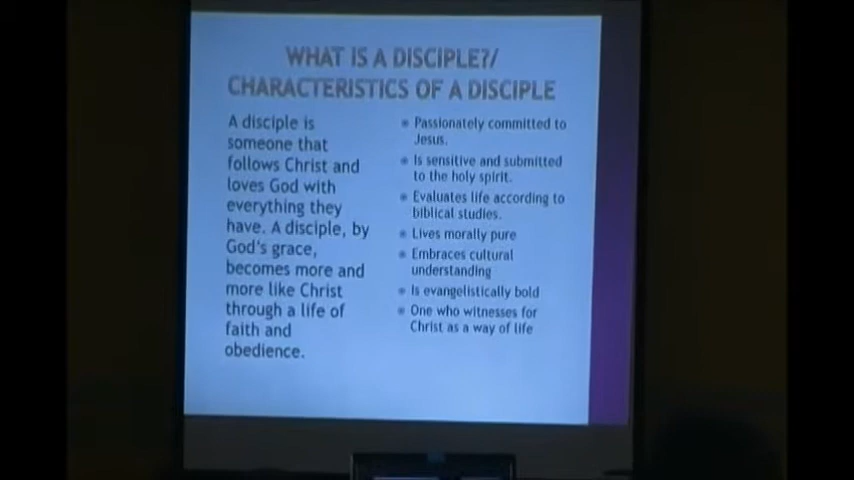 WHAT IS A DISCIPLE?/
CHARACTERISTICS OF A DISCIPLE
A disciple is
someone that
follows Christ and
loves God with
everything they
have. A disciple, by
God's grace,
becomes more and
more like Christ
through a life of
faith and
obedience.
Passionately committed to
Jesus.
Is sensitive and submitted
to the holy spirit.
Evaluates life according to
biblical studies.
Lives morally pure
Embraces cultural
understanding
Is evangelistically bold
One who witnesses for
Christ as a way of life